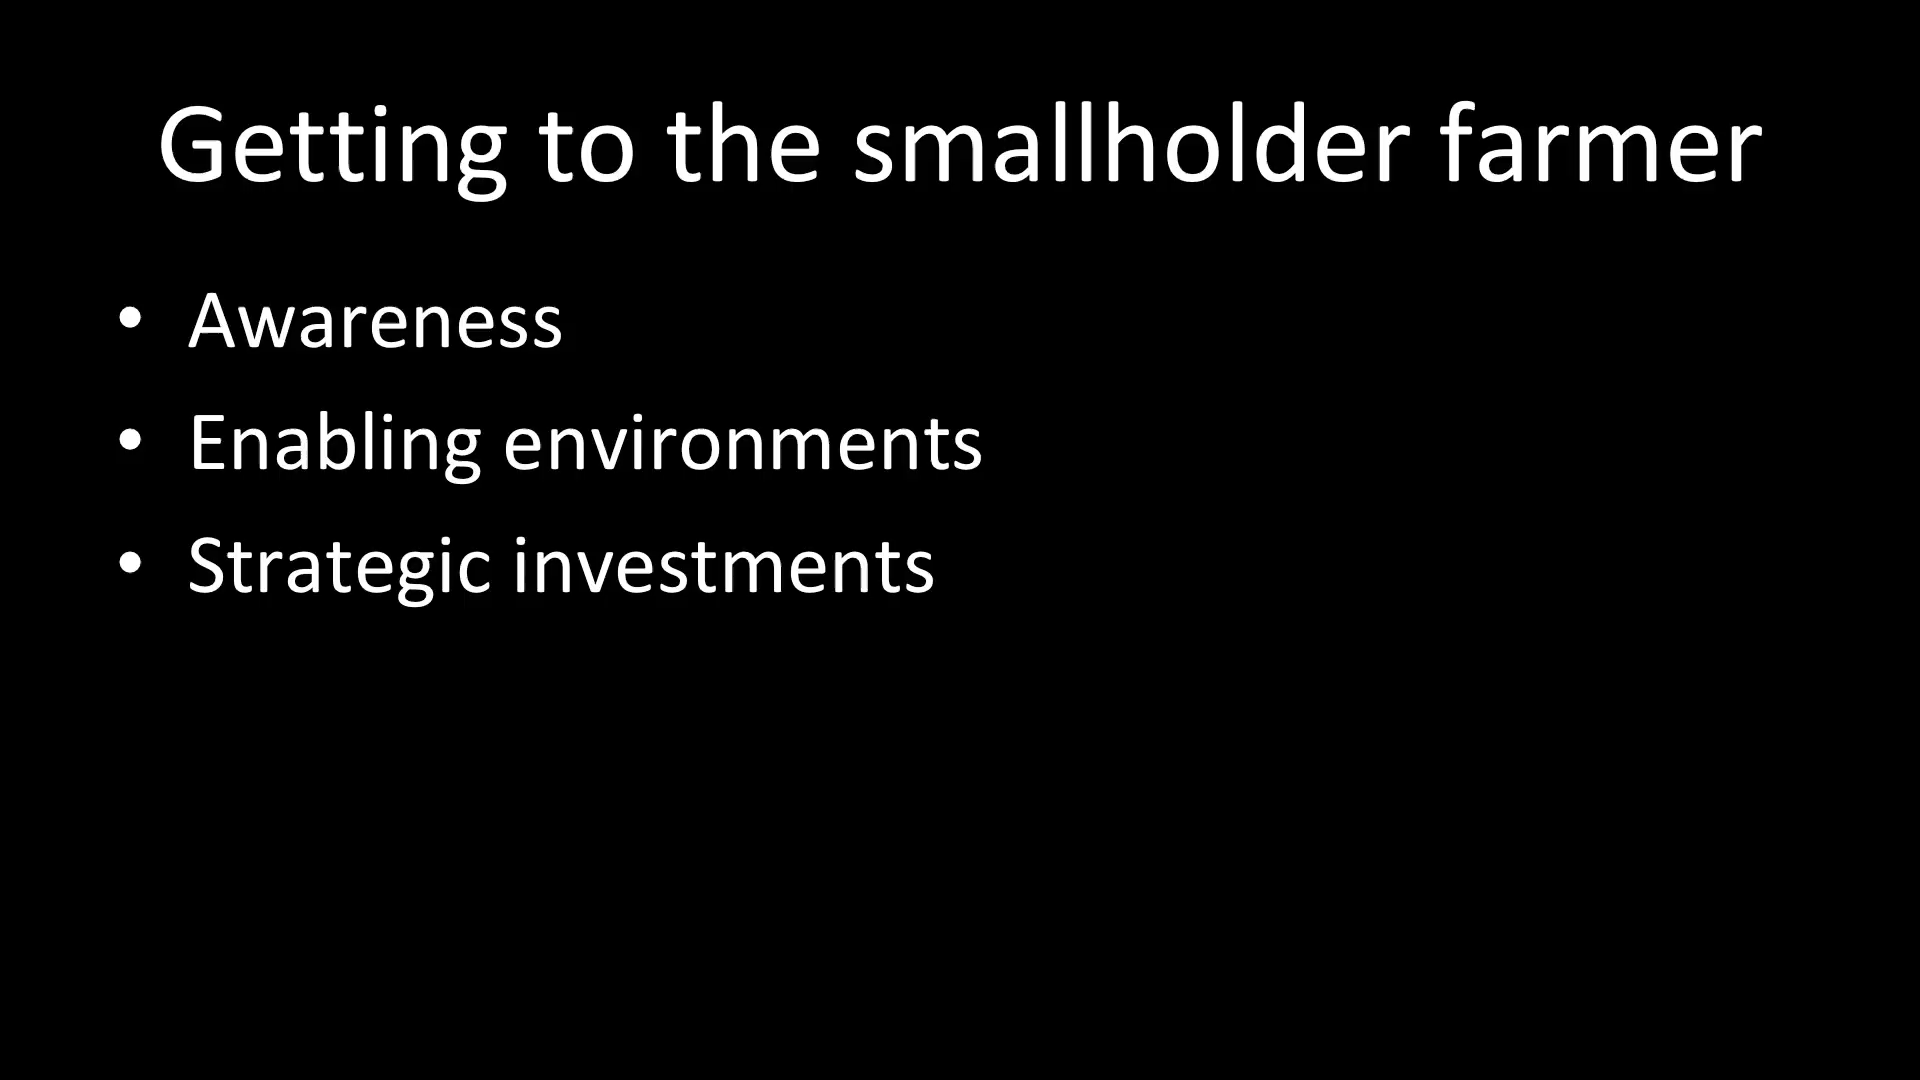 Getting to the smallholder farmer
• Awareness
• Enabling environments
• Strategic investments